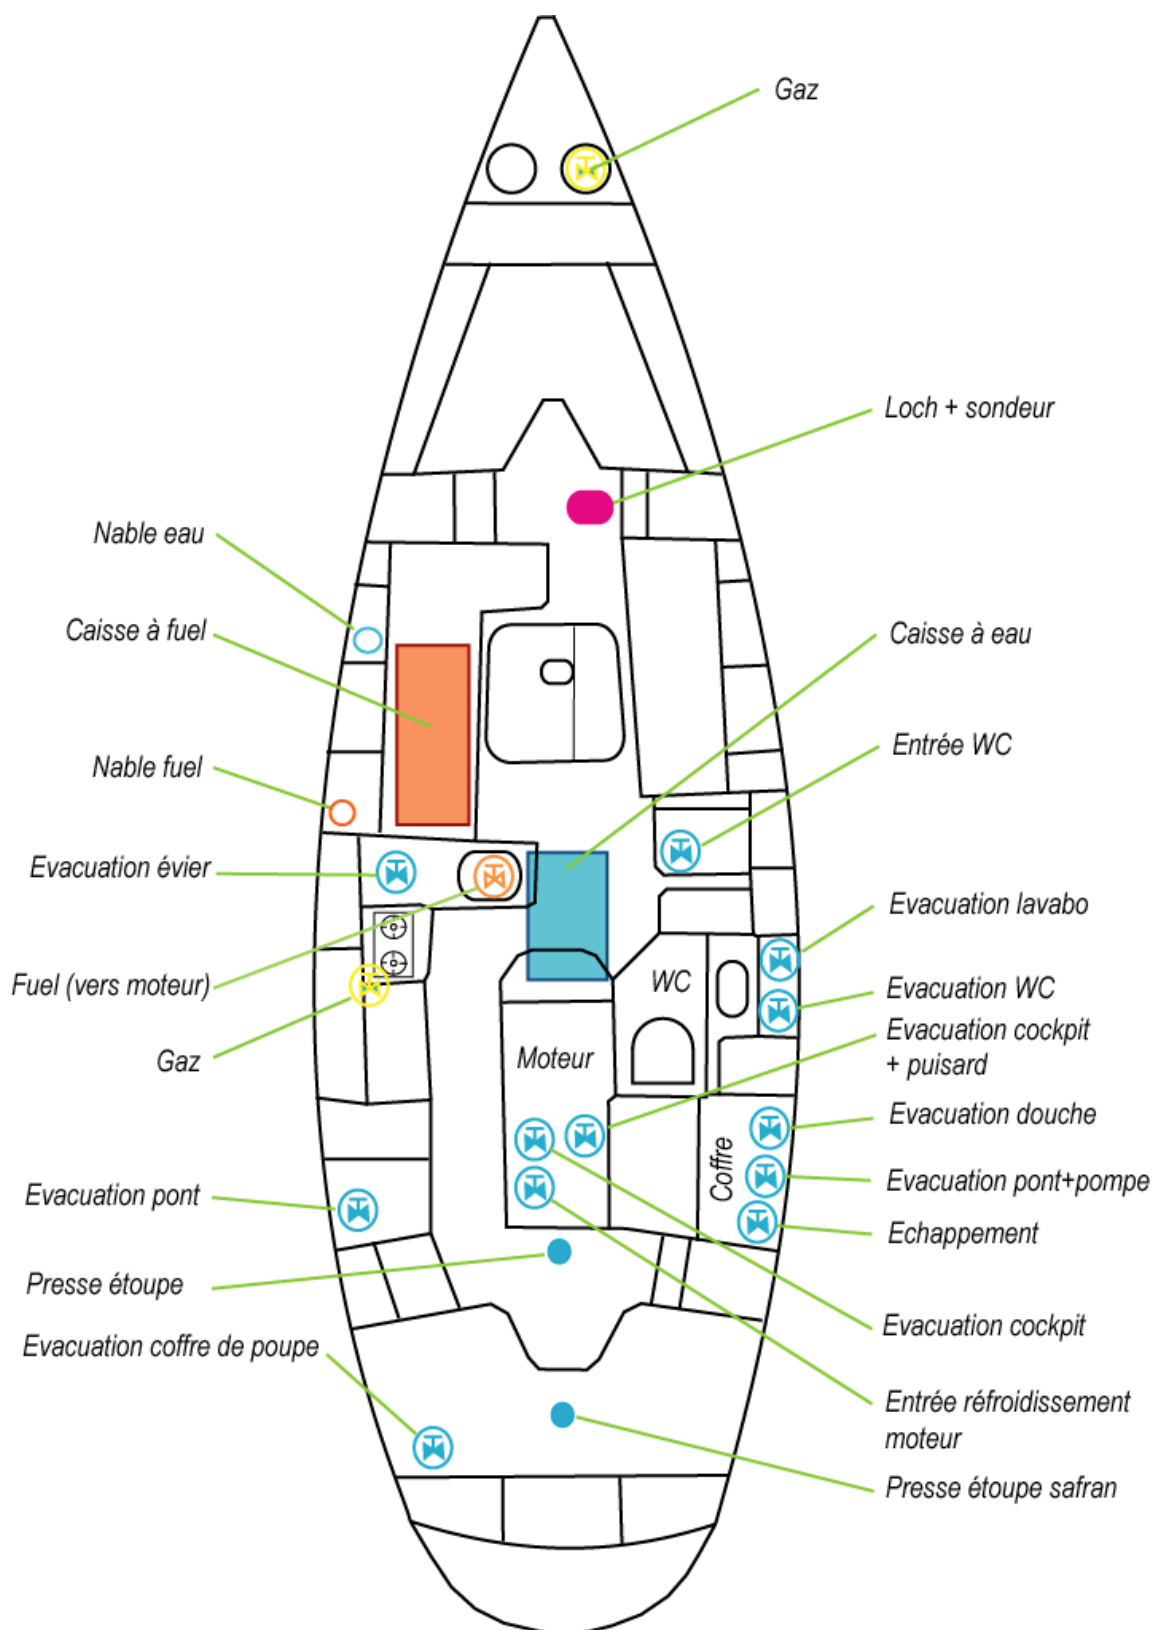 Gaz
Loch + sondeur
Nable eau
Caisse à fuel
Caisse à eau
Entrée WC
Nable fuel
Evacuation évier
Evacuation lavabo
Fuel (vers moteur)
WC
Evacuation WC
Evacuation cockpit
+ puisard
Gaz
Moteur
Evacuation douche
Coffre
Evacuation pont+pompe
Evacuation pont
Echappement
Presse étoupe
Evacuation cockpit
Evacuation coffre de poupe
Entrée réfroidissement
moteur
Presse étoupe safran